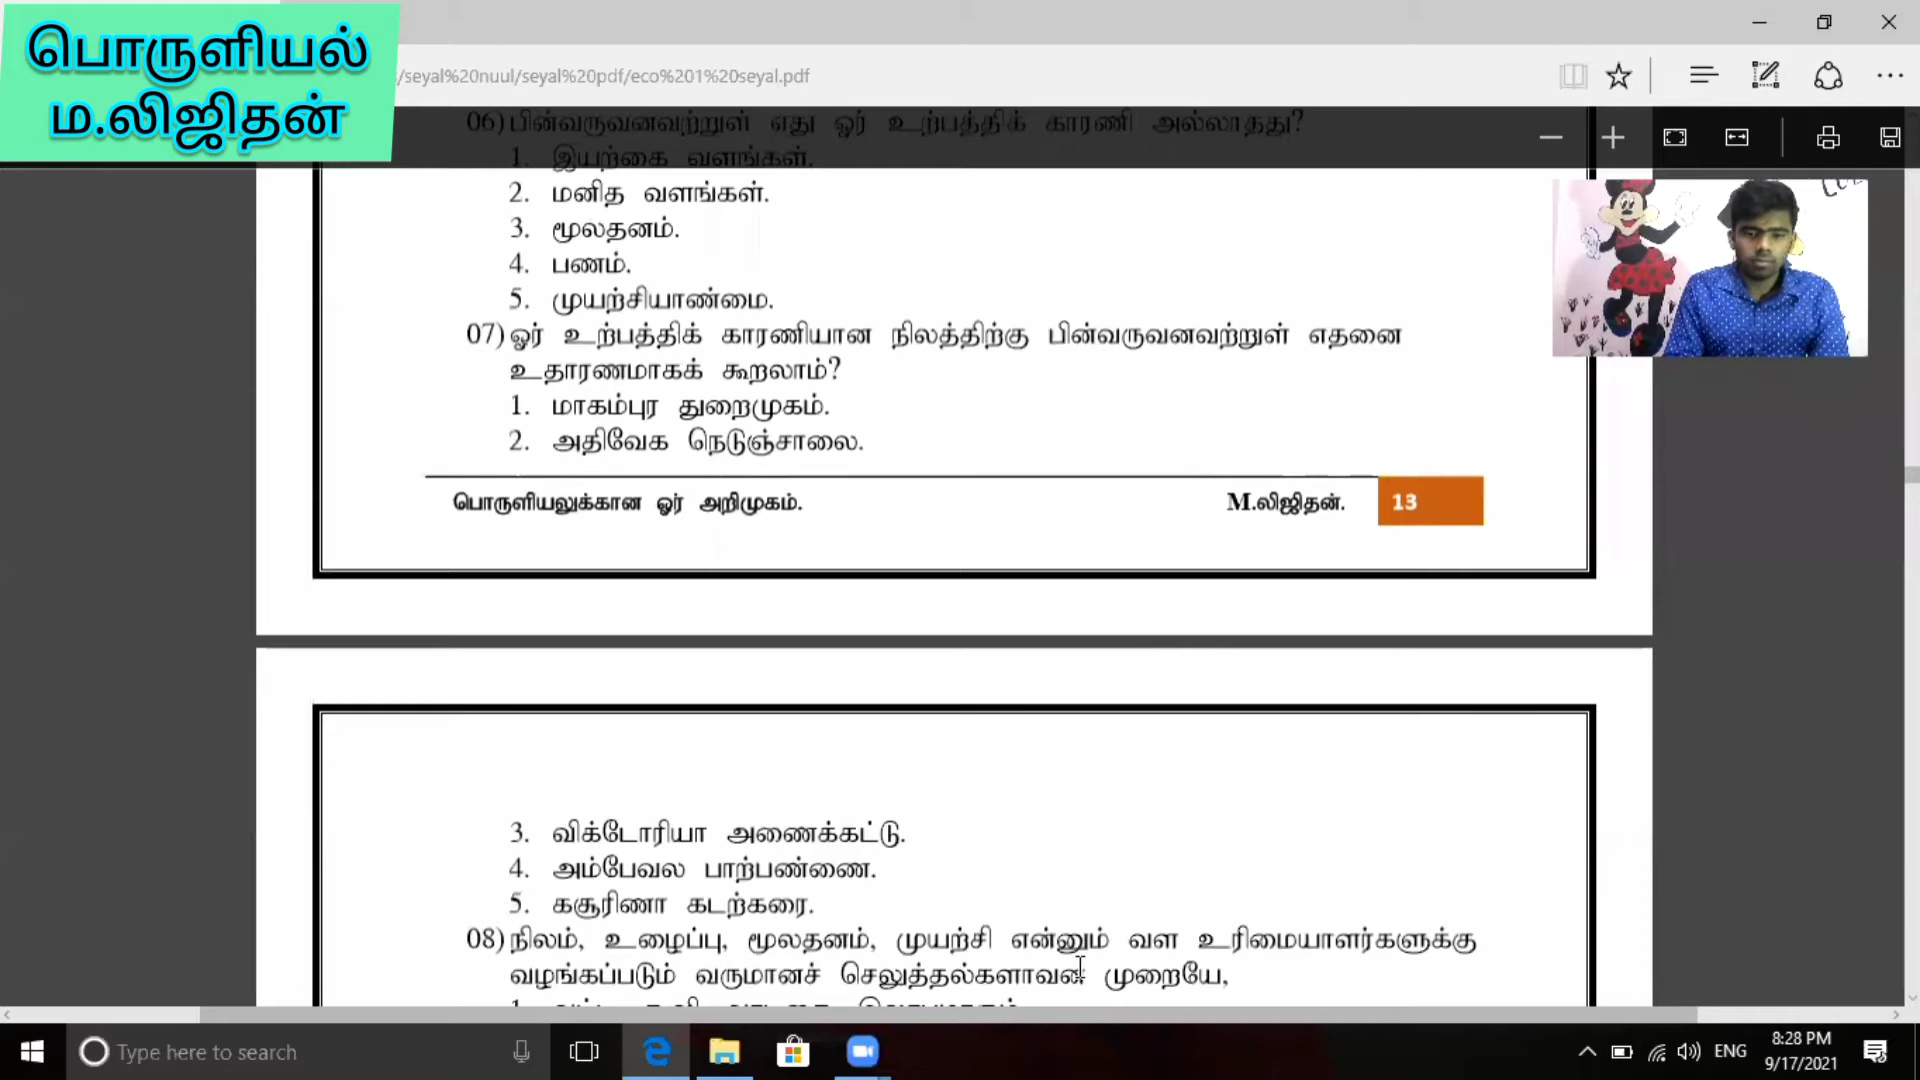 பொருளியல்
ம.லிஜிதன்
/seyal%20nuul/seyal%20pdf/eco%201%20seyal.pdf
06) பின்வருவனவற்றுள் எது ஓர் உற்பத்திக் காரணி அல்லாதது?
1. இயற்கை வளங்கள்.
2. மனித வளங்கள்.
3. மூலதனம்.
4. பணம்.
5. முயற்சியாண்மை.
07) ஓர் உற்பத்திக் காரணியான நிலத்திற்கு பின்வருவனவற்றுள் எதனை
உதாரணமாகக் கூறலாம்?
1. மாகம்புர துறைமுகம்.
2. அதிவேக நெடுஞ்சாலை.
பொருளியலுக்கான ஓர் அறிமுகம். M.லிஜிதன். 13
3. விக்டோரியா அணைக்கட்டு.
4. அம்பேவல பாற்பண்ணை.
5. கசூரிணா கடற்கரை.
08) நிலம், உழைப்பு, மூலதனம், முயற்சி என்னும் வள உரிமையாளர்களுக்கு
வழங்கப்படும் வருமானச் செலுத்தல்களாவன முறையே,
Type here to search
ENG
8:28 PM
9/17/2021